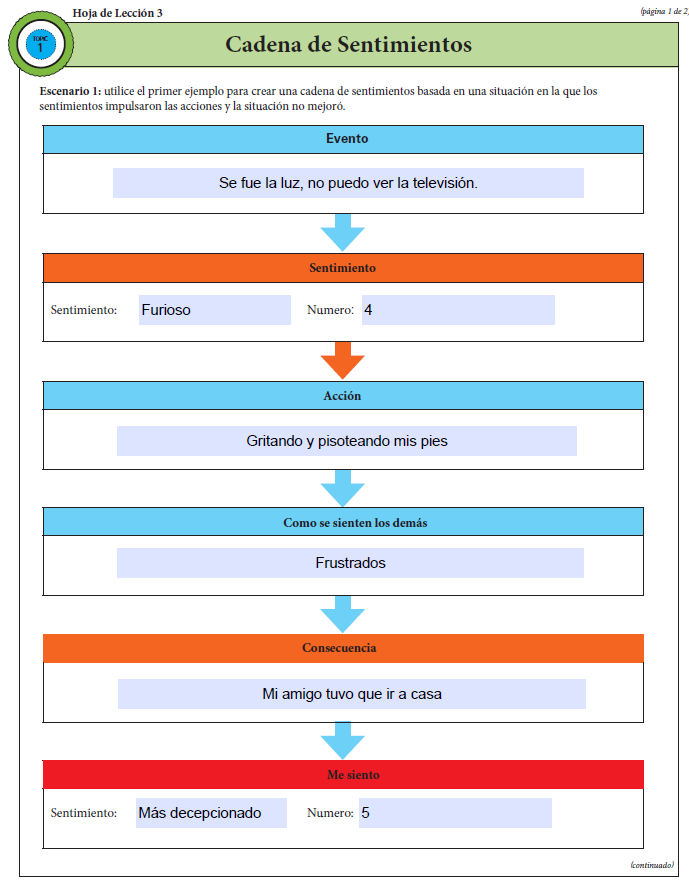 Hoja de Lección 3
(página 1 de 2,
TOPIC
1
Cadena de Sentimientos
Escenario 1: utilice el primer ejemplo para crear una cadena de sentimientos basada en una situación en la que los
sentimientos impulsaron las acciones y la situación no mejoró.
Evento
Se fue la luz, no puedo ver la televisión.
Sentimiento
Sentimiento: Furioso Numero: 4
Acción
Gritando y pisoteando mis pies
Como se sienten los demás
Frustrados
Consecuencia
Mi amigo tuvo que ir a casa
Me siento
Sentimiento: Más decepcionado Numero: 5
(continuado)